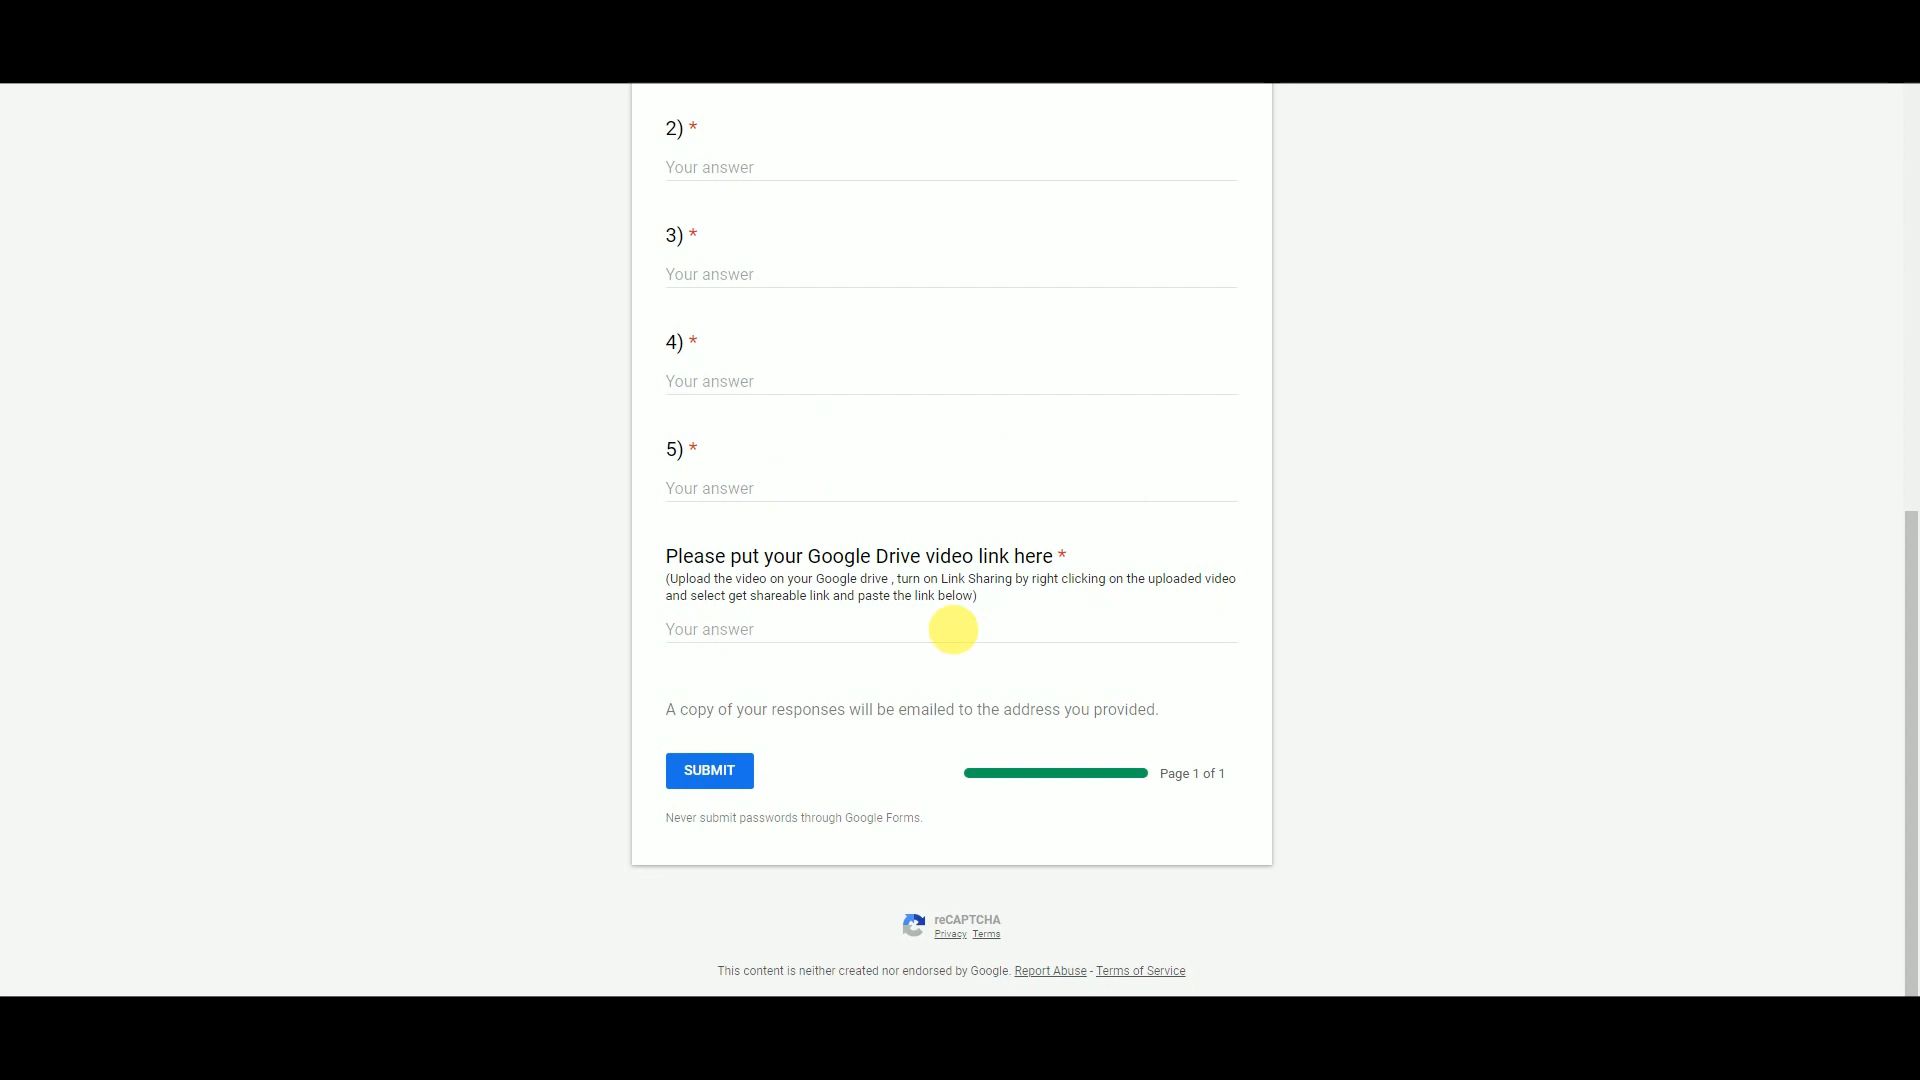 2) *
Your answer
3) *
Your answer
4) *
Your answer
5) *
Your answer
Please put your Google Drive video link here *
(Upload the video on your Google drive , turn on Link Sharing by right clicking on the uploaded video
and select get shareable link and paste the link below)
Your answer
A copy of your responses will be emailed to the address you provided.
SUBMIT
Page 1 of 1
Never submit passwords through Google Forms.
reCAPTCHA
Privacy Terms
This content is neither created nor endorsed by Google. Report Abuse - Terms of Service